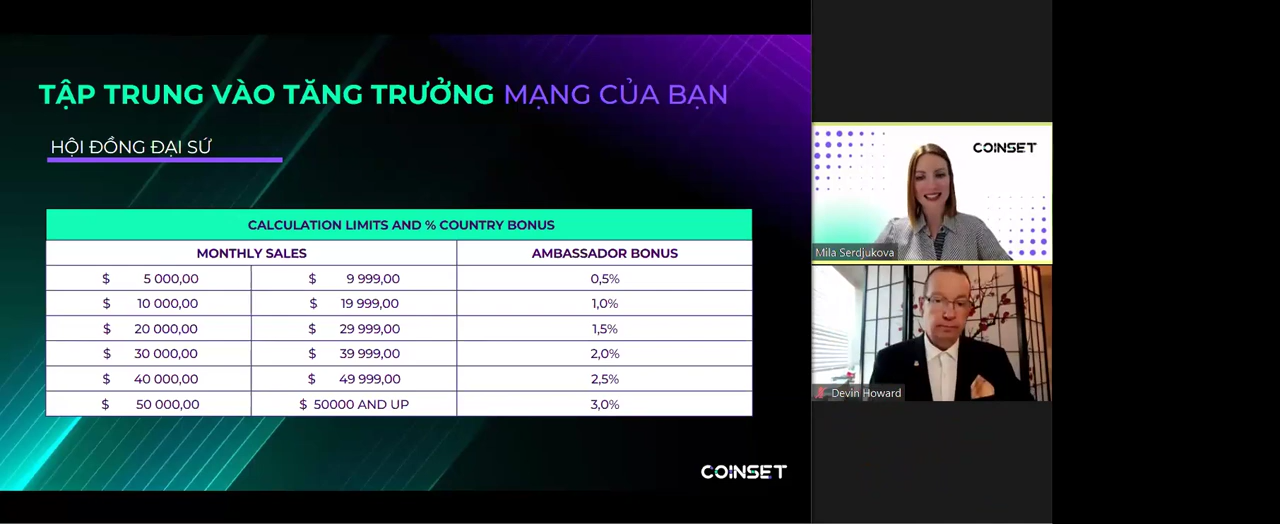 TẬP TRUNG VÀO TĂNG TRƯỞNG MẠNG CỦA BẠN
HỘI ĐỒNG ĐẠI SỨ
CALCULATION LIMITS AND % COUNTRY BONUS
MONTHLY SALES AMBASSADOR BONUS
$ 5 000,00 $ 9 999,00 0,5%
$ 10 000,00 $ 19 999,00 1,0%
$ 20 000,00 $ 29 999,00 1,5%
$ 30 000,00 $ 39 999,00 2,0%
$ 40 000,00 $ 49 999,00 2,5%
$ 50 000,00 $ 50000 AND UP 3,0%
COINSET
COINSET
Mila Serdjukova
Devin Howard